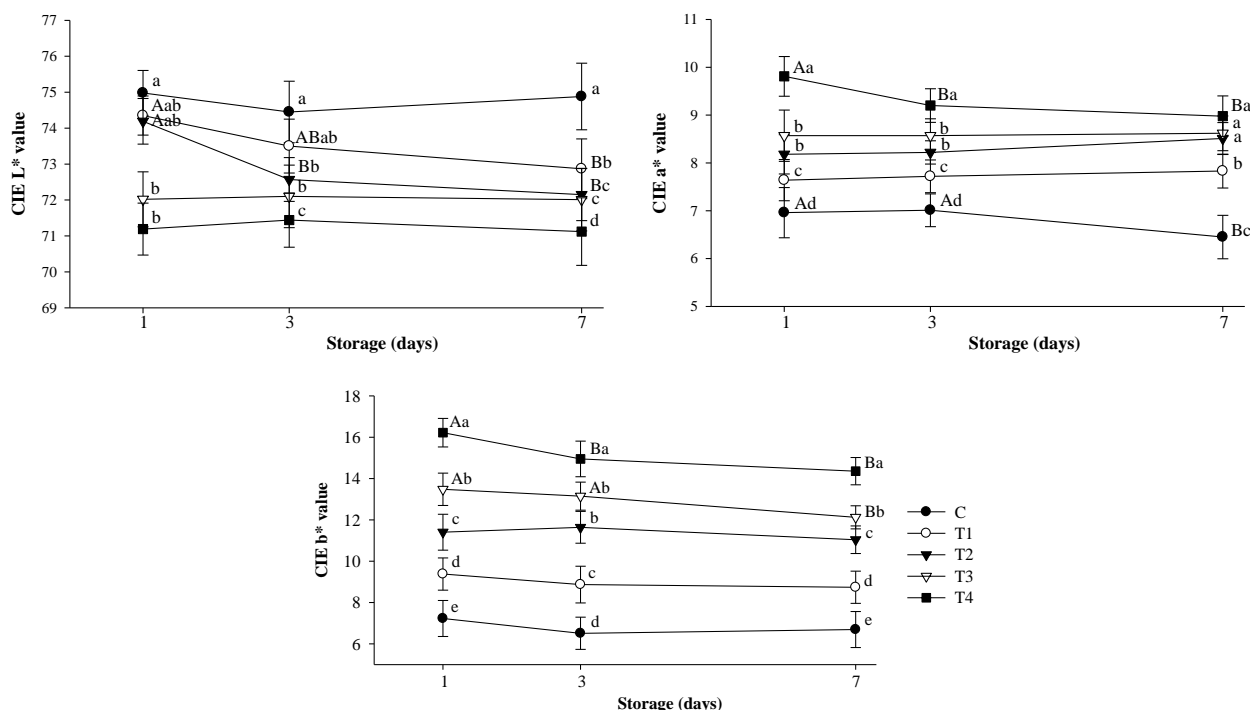 77
76
75
74
73
72
71
70
69
CIE L* value
a
a
a
Aab
Aab
ABab
Bb
Bb
Bc
b
b
c
b
c
d
1
3
7
Storage (days)
11
10
9
8
7
6
5
CIE a* value
Aa
Ba
Ba
b
b
a
b
b
a
c
c
b
Ad
Ad
Bc
1
3
7
Storage (days)
18
16
14
12
10
8
6
CIE b* value
Aa
Ba
Ba
Ab
Ab
Bb
c
b
c
d
c
d
e
d
e
1
3
7
Storage (days)
C
T1
T2
T3
T4